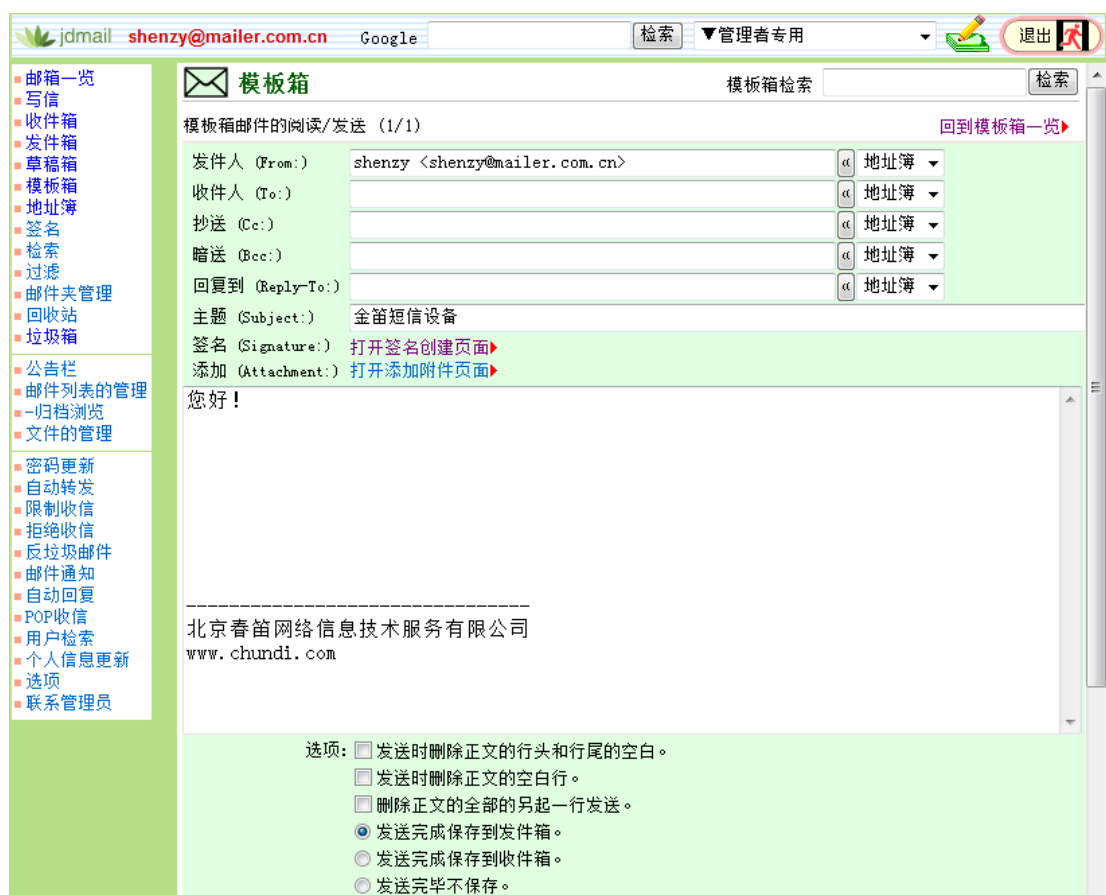 jdmail shenzy@mailer.com.cn Google 检索 ▼管理者专用 退出
邮箱一览
写信
收件箱
发件箱
草稿箱
模板箱
地址簿
签名
检索
过滤
邮件夹管理
回收站
垃圾箱
公告栏
邮件列表的管理
-归档浏览
文件的管理
密码更新
自动转发
限制收信
拒绝收信
反垃圾邮件
邮件通知
自动回复
POP收信
用户检索
个人信息更新
选项
联系管理员
模板箱 模板箱检索 检索
模板箱邮件的阅读/发送 (1/1) 回到模板箱一览
发件人 (From:) shenzy <shenzy@mailer.com.cn> « 地址簿
收件人 (To:) « 地址簿
抄送 (Cc:) « 地址簿
暗送 (Bcc:) « 地址簿
回复到 (Reply-To:) « 地址簿
主题 (Subject:) 金笛短信设备
签名 (Signature:) 打开签名创建页面
添加 (Attachment:) 打开添加附件页面
您好!
--------------------------------
北京春笛网络信息技术服务有限公司
www.chundi.com
选项: 发送时删除正文的行头和行尾的空白。
发送时删除正文的空白行。
删除正文的全部的另起一行发送。
发送完成保存到发件箱。
发送完成保存到收件箱。
发送完毕不保存。